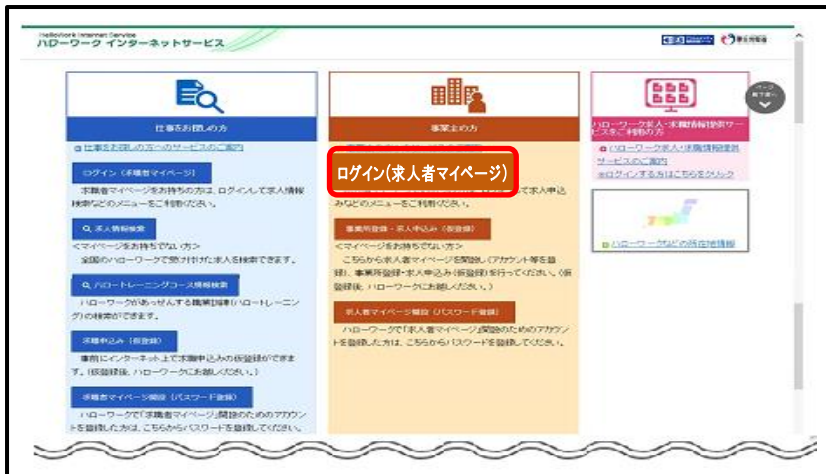 HelloWork Internet Service
ハローワーク インターネットサービス
厚生労働省
仕事をお探しの方
仕事をお探しの方へのサービスのご案内
ログイン（求職者マイページ）
求職者マイページをお持ちの方は、ログインして求人情報
検索などのメニューをご利用ください。
求人情報検索
<マイページをお持ちでない方>
全国のハローワークで受け付けた求人を検索できます。
ハロートレーニングコース情報検索
ハローワークがあっせんする職業訓練(ハロートレーニン
グ)の検索ができます。
求職申込み（仮登録）
事前にインターネット上で求職申込みの仮登録ができま
す。(仮登録後、ハローワークにお越しください。)
求職者マイページ開設（パスワード登録）
ハローワークで「求職者マイページ」開設のためのアカウン
トを登録した方は、こちらからパスワードを登録してください。
事業主の方
ログイン(求人者マイページ)
て求人申込
みなどのメニューをご利用ください。
事業所登録・求人申込み（仮登録）
<マイページをお持ちでない方>
こちらから求人者マイページを開設し(アカウント等を登
録)、事業所登録・求人申込み(仮登録)を行ってください。(仮
登録後、ハローワークにお越しください。)
求人者マイページ開設（パスワード登録）
ハローワークで「求人者マイページ」開設のためのアカウン
トを登録した方は、こちらからパスワードを登録してください。
ハローワーク求人・求職情報提供サー
ビスをご利用の方
ハローワーク求人・求職情報提供
サービスのご案内
※ログインする方はこちらをクリック
ハローワークなどの所在地情報
ページ
最下部へ